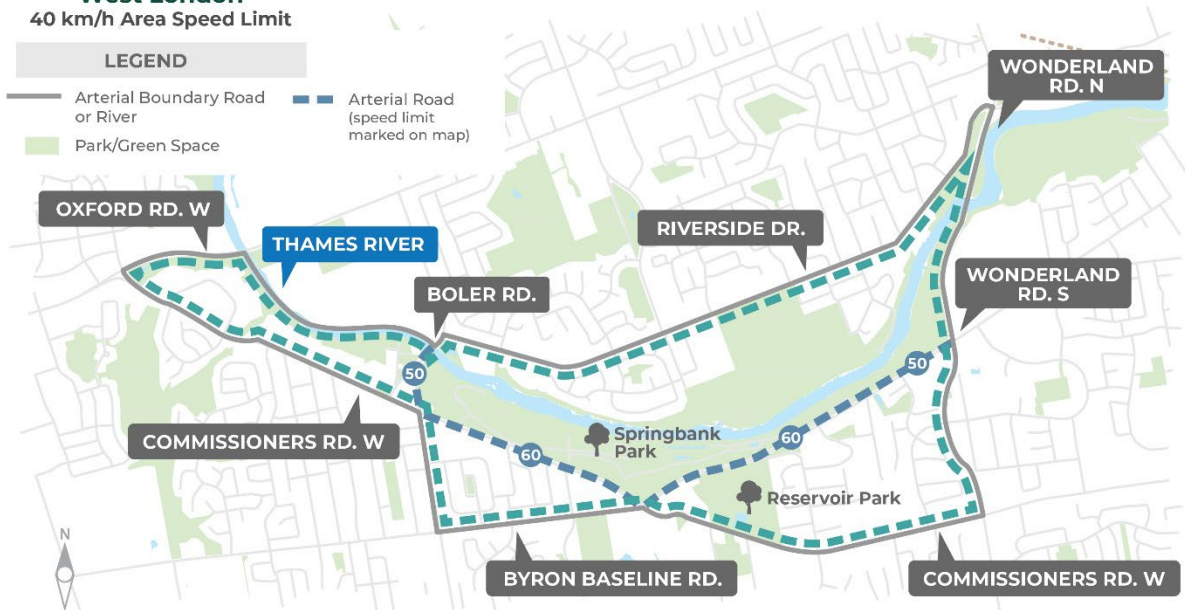 West London
40 km/h Area Speed Limit
LEGEND
Arterial Boundary Road
or River
Arterial Road
(speed limit
marked on map)
Park/Green Space
WONDERLAND
RD. N
OXFORD RD. W
THAMES RIVER
RIVERSIDE DR.
BOLER RD.
WONDERLAND
RD. S
50
50
COMMISSIONERS RD. W
Springbank
Park
60
60
Reservoir Park
N
BYRON BASELINE RD.
COMMISSIONERS RD. W